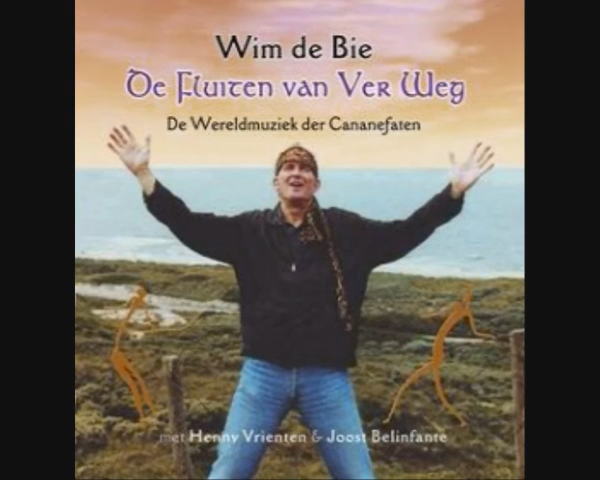 Wim de Bie
De Fluiten van Ver Weg
De Wereldmuziek der Cananefaten
met Henny Vrienten & Joost Belinfante